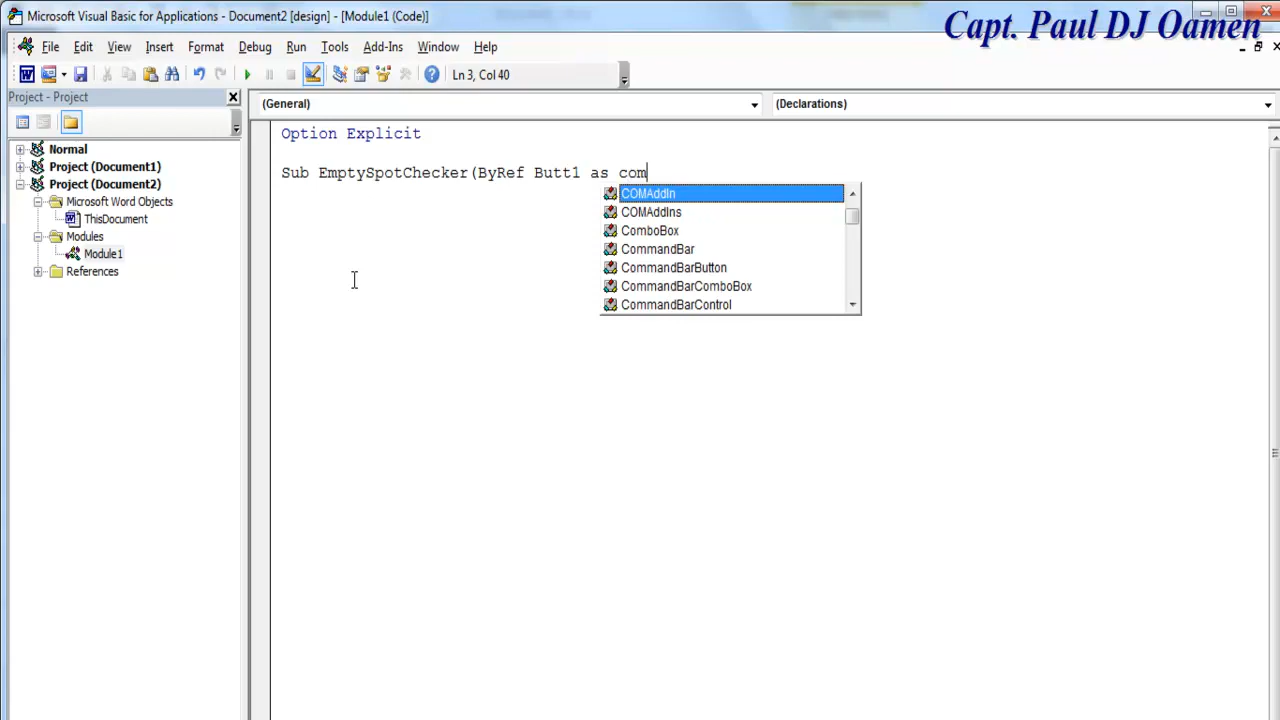 Microsoft Visual Basic for Applications - Document2 [design] - [Module1 (Code)]
Capt. Paul DJ Oamen
File Edit View Insert Format Debug Run Tools Add-Ins Window Help
Ln 3, Col 40
Project - Project
(General) (Declarations)
Option Explicit
Normal
Project (Document1)
Sub EmptySpotChecker(ByRef Butt1 as com
Project (Document2)
COMAddIn
Microsoft Word Objects
COMAddIns
ThisDocument
ComboBox
Modules
CommandBar
Module1
CommandBarButton
References
CommandBarComboBox
CommandBarControl